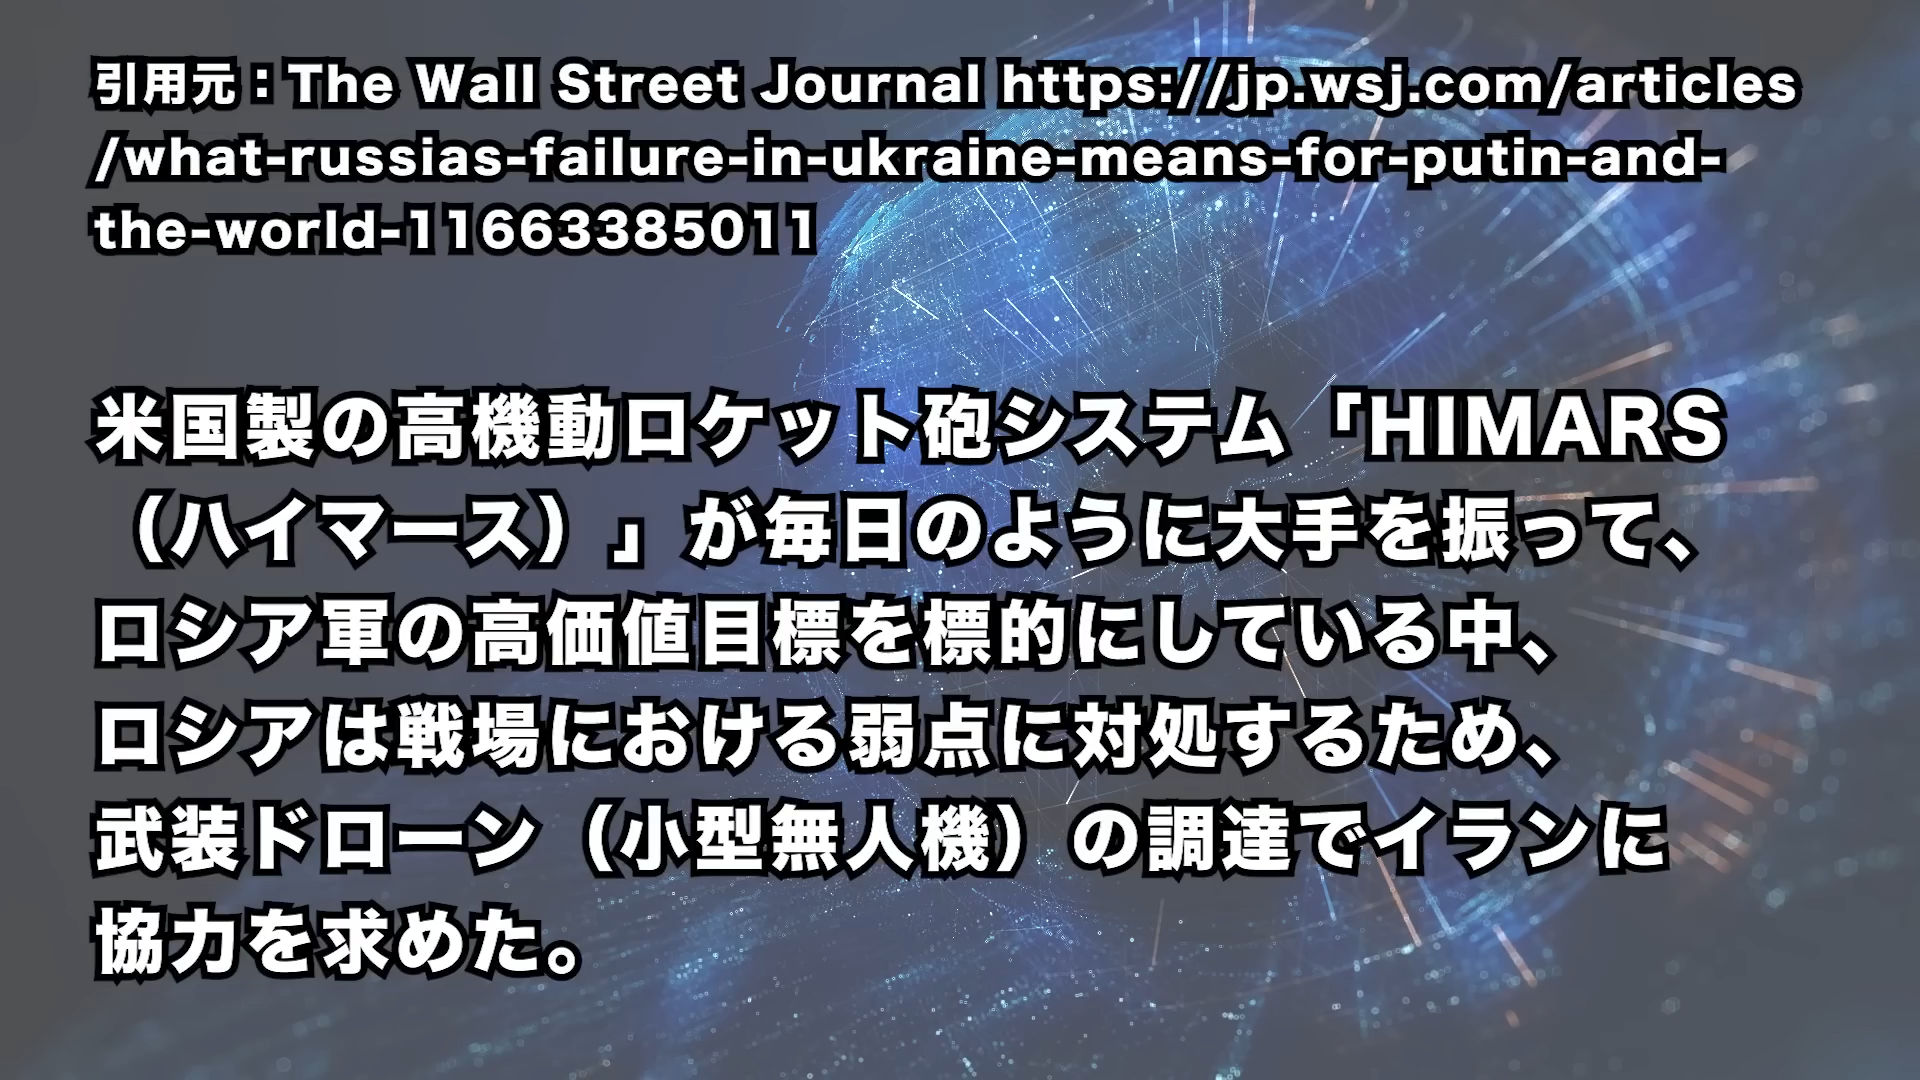 引用元：The Wall Street Journal https://jp.wsj.com/articles
/what-russias-failure-in-ukraine-means-for-putin-and-
the-world-11663385011
米国製の高機動ロケット砲システム「HIMARS
（ハイマース）」が毎日のように大手を振って、
ロシア軍の高価値目標を標的にしている中、
ロシアは戦場における弱点に対処するため、
武装ドローン（小型無人機）の調達でイランに
協力を求めた。